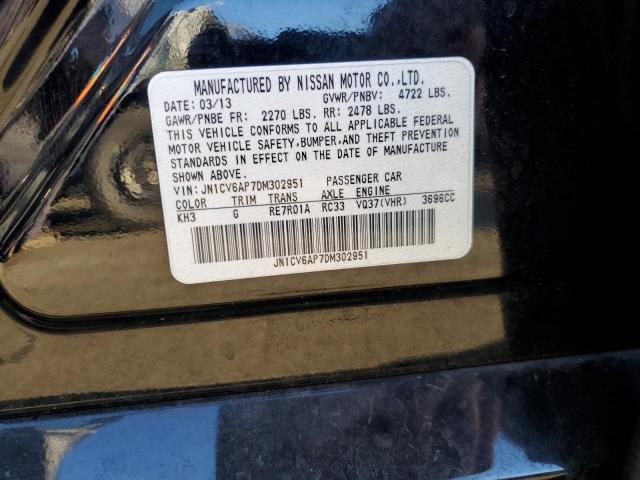 MANUFACTURED BY NISSAN MOTOR CO.,LTD.
DATE: 03/13 GVWR/PNBV: 4722 LBS.
GAWR/PNBE FR: 2270 LBS. RR: 2478 LBS.
THIS VEHICLE CONFORMS TO ALL APPLICABLE FEDERAL
MOTOR VEHICLE SAFETY,BUMPER,AND THEFT PREVENTION
STANDARDS IN EFFECT ON THE DATE OF MANUFACTURE
SHOWN ABOVE.
VIN: JN1CV6AP7DM302951 PASSENGER CAR
COLOR TRIM TRANS AXLE ENGINE
KH3 G RE7R01A RC33 VQ37(VHR) 3696CC
JN1CV6AP7DM302951